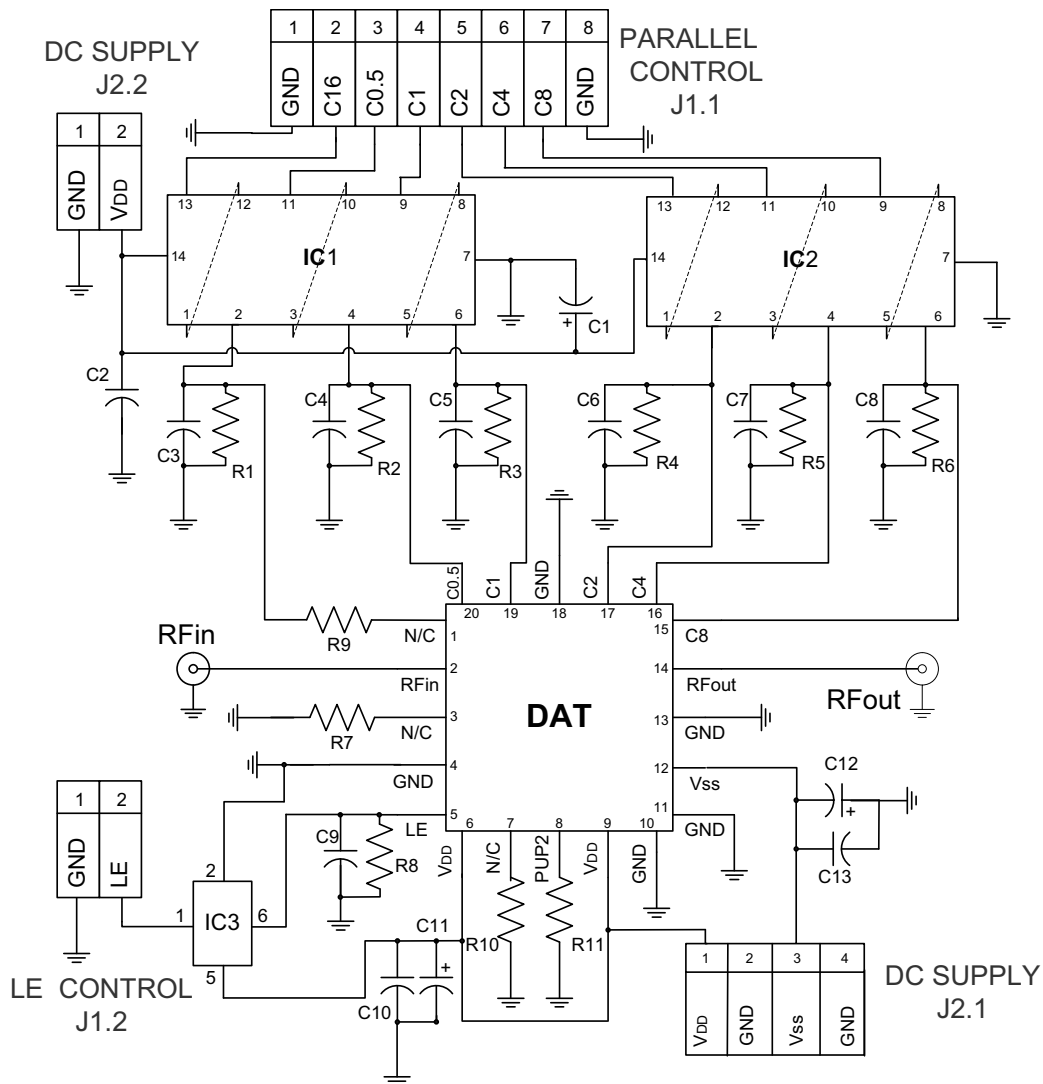 1 2 3 4 5 6 7 8
GND C16 C0.5 C1 C2 C4 C8 GND
PARALLEL
CONTROL
J1.1
DC SUPPLY
J2.2
1 2
GND VDD
13 12 11 10 9 8
14 IC1 7
1 2 3 4 5 6
13 12 11 10 9 8
14 IC2 7
1 2 3 4 5 6
+ C1
C2
C3 R1
C4 R2
C5 R3
C6 R4
C7 R5
C8 R6
C0.5 C1 GND C2 C4
20 19 18 17 16
R9 N/C 1
15 C8
RFin
2 RFin
14 RFout
RFout
DAT
R7 3 N/C
13 GND
4 GND
12 Vss
5 LE
11 GND
6 7 8 9 10
VDD N/C PUP2 VDD GND
C12
+
C13
1 2
GND LE
LE CONTROL
J1.2
2
1 IC3 6
5
C9 R8
C11
+
C10
R10 R11
1 2 3 4
VDD GND Vss GND
DC SUPPLY
J2.1